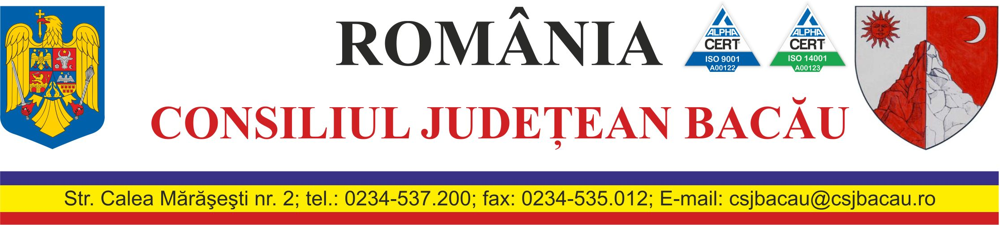 ROMÂNIA
ALPHA
CERT®
ISO 9001
A00122
ALPHA
CERT®
ISO 14001
A00123
CONSILIUL JUDEȚEAN BACĂU
Str. Calea Mărăşeşti nr. 2; tel.: 0234-537.200; fax: 0234-535.012; E-mail: csjbacau@csjbacau.ro